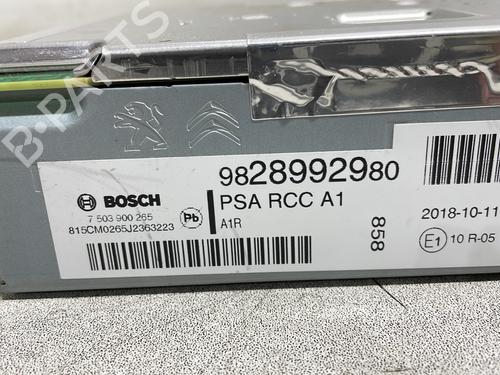 B-PARTS
BOSCH
7 503 900 265
815CM0265J2363223
Pb
9828992980
PSA RCC A1
A1R
858
2018-10-11
E1 10 R-05